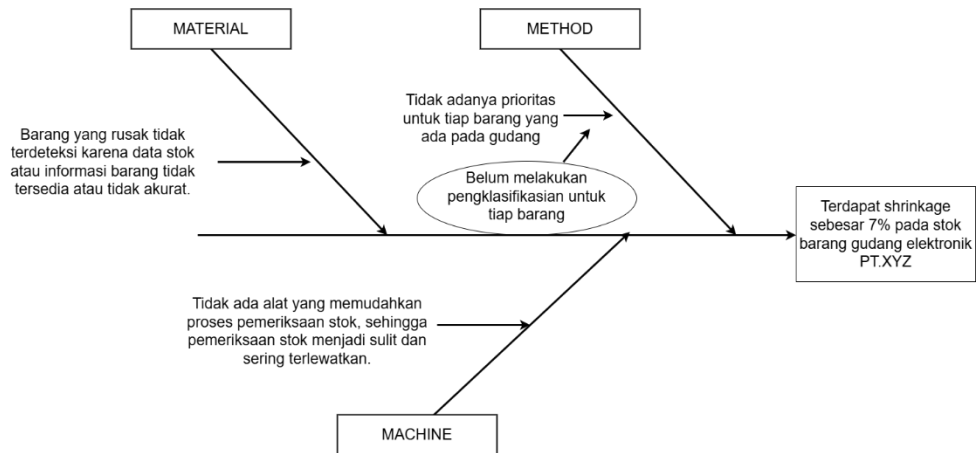 MATERIAL
METHOD
Tidak adanya prioritas
untuk tiap barang yang
ada pada gudang
Barang yang rusak tidak
terdeteksi karena data stok
atau informasi barang tidak
tersedia atau tidak akurat.
Belum melakukan
pengklasifikasian untuk
tiap barang
Terdapat shrinkage
sebesar 7% pada stok
barang gudang elektronik
PT.XYZ
Tidak ada alat yang memudahkan
proses pemeriksaan stok, sehingga
pemeriksaan stok menjadi sulit dan
sering terlewatkan.
MACHINE